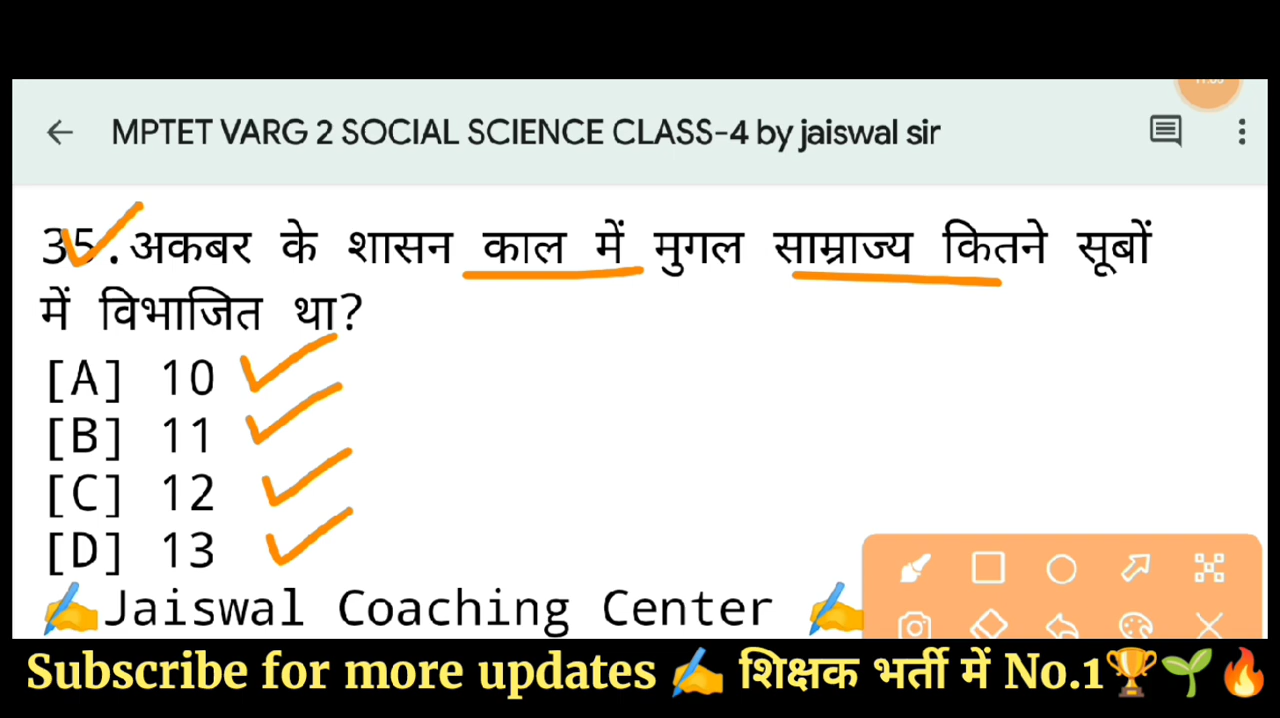 MPTET VARG 2 SOCIAL SCIENCE CLASS-4 by jaiswal sir
35.अकबर के शासन काल में मुगल साम्राज्य कितने सूबों
में विभाजित था?
[A] 10
[B] 11
[C] 12
[D] 13
✍️Jaiswal Coaching Center ✍️
Subscribe for more updates ✍️ शिक्षक भर्ती में No.1🏆🌱🔥